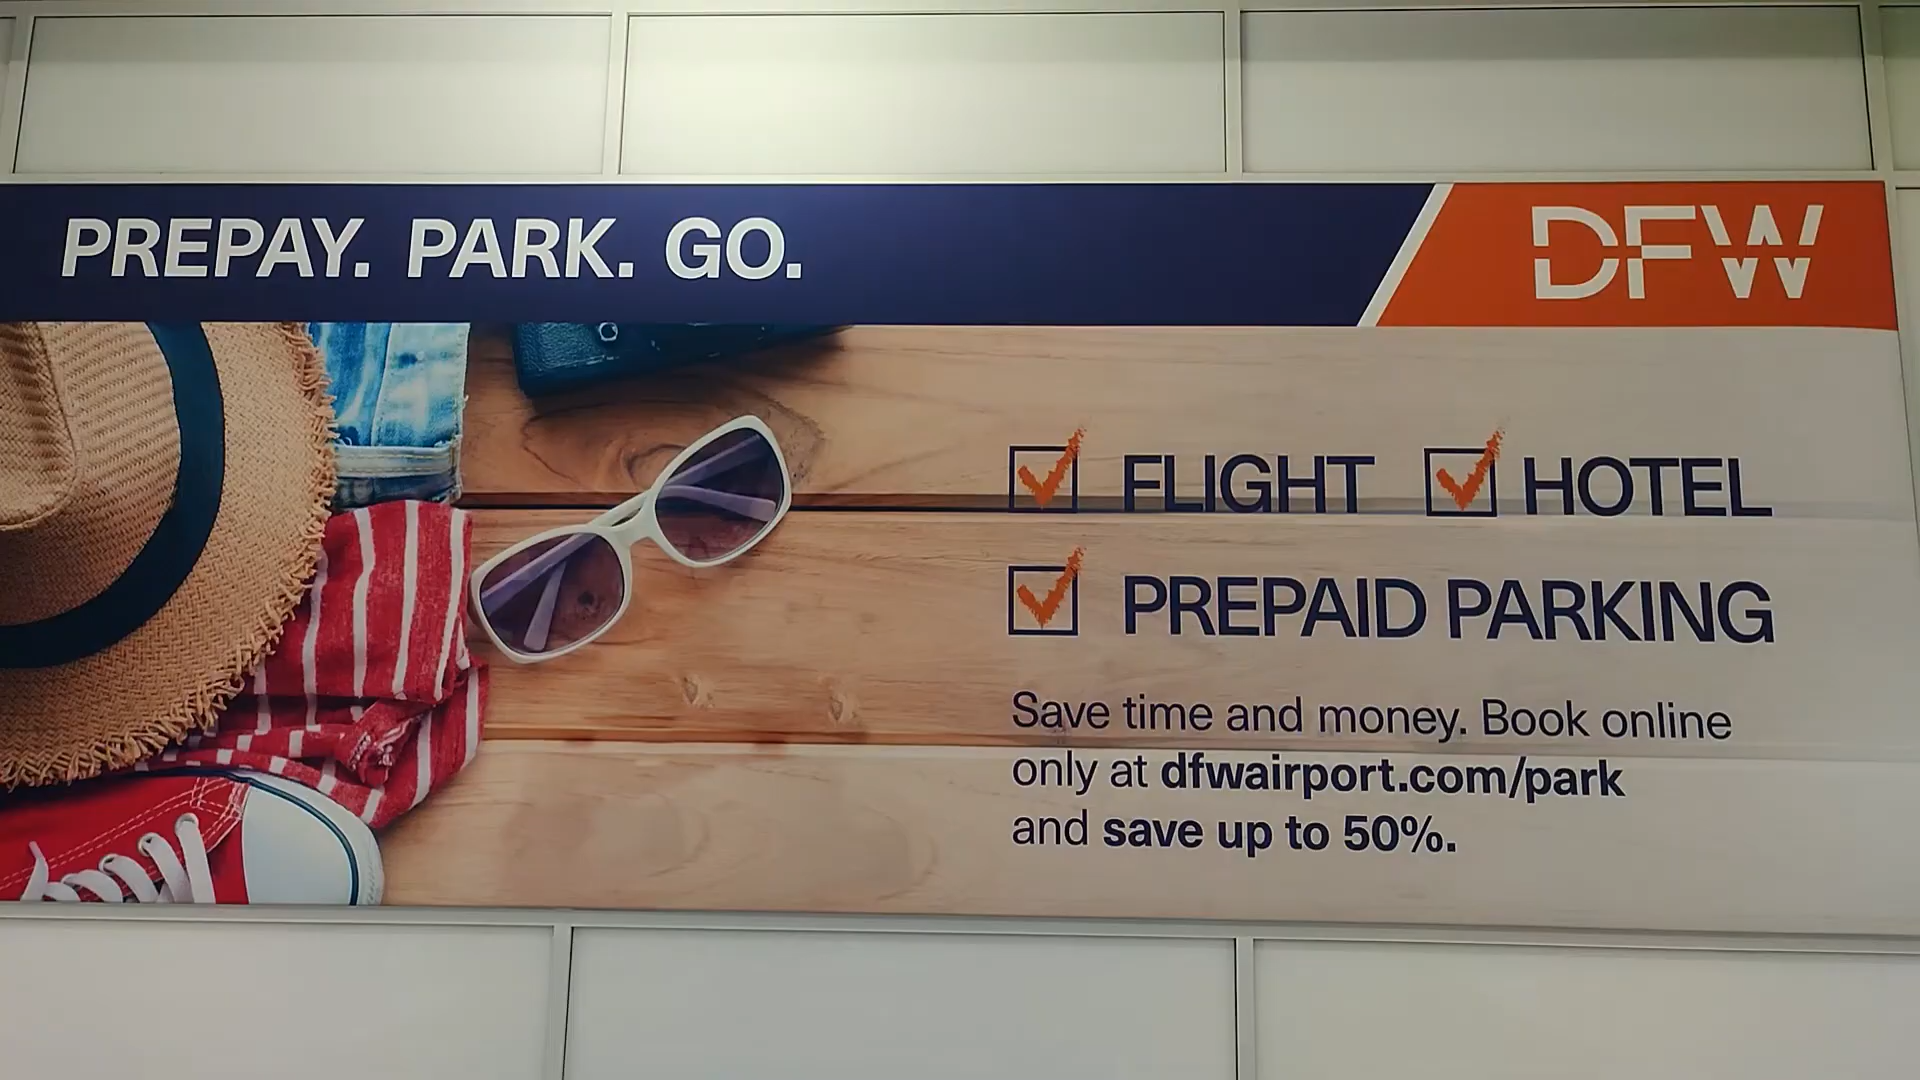 PREPAY. PARK. GO.
DFW
FLIGHT HOTEL
PREPAID PARKING
Save time and money. Book online
only at dfwairport.com/park
and save up to 50%.